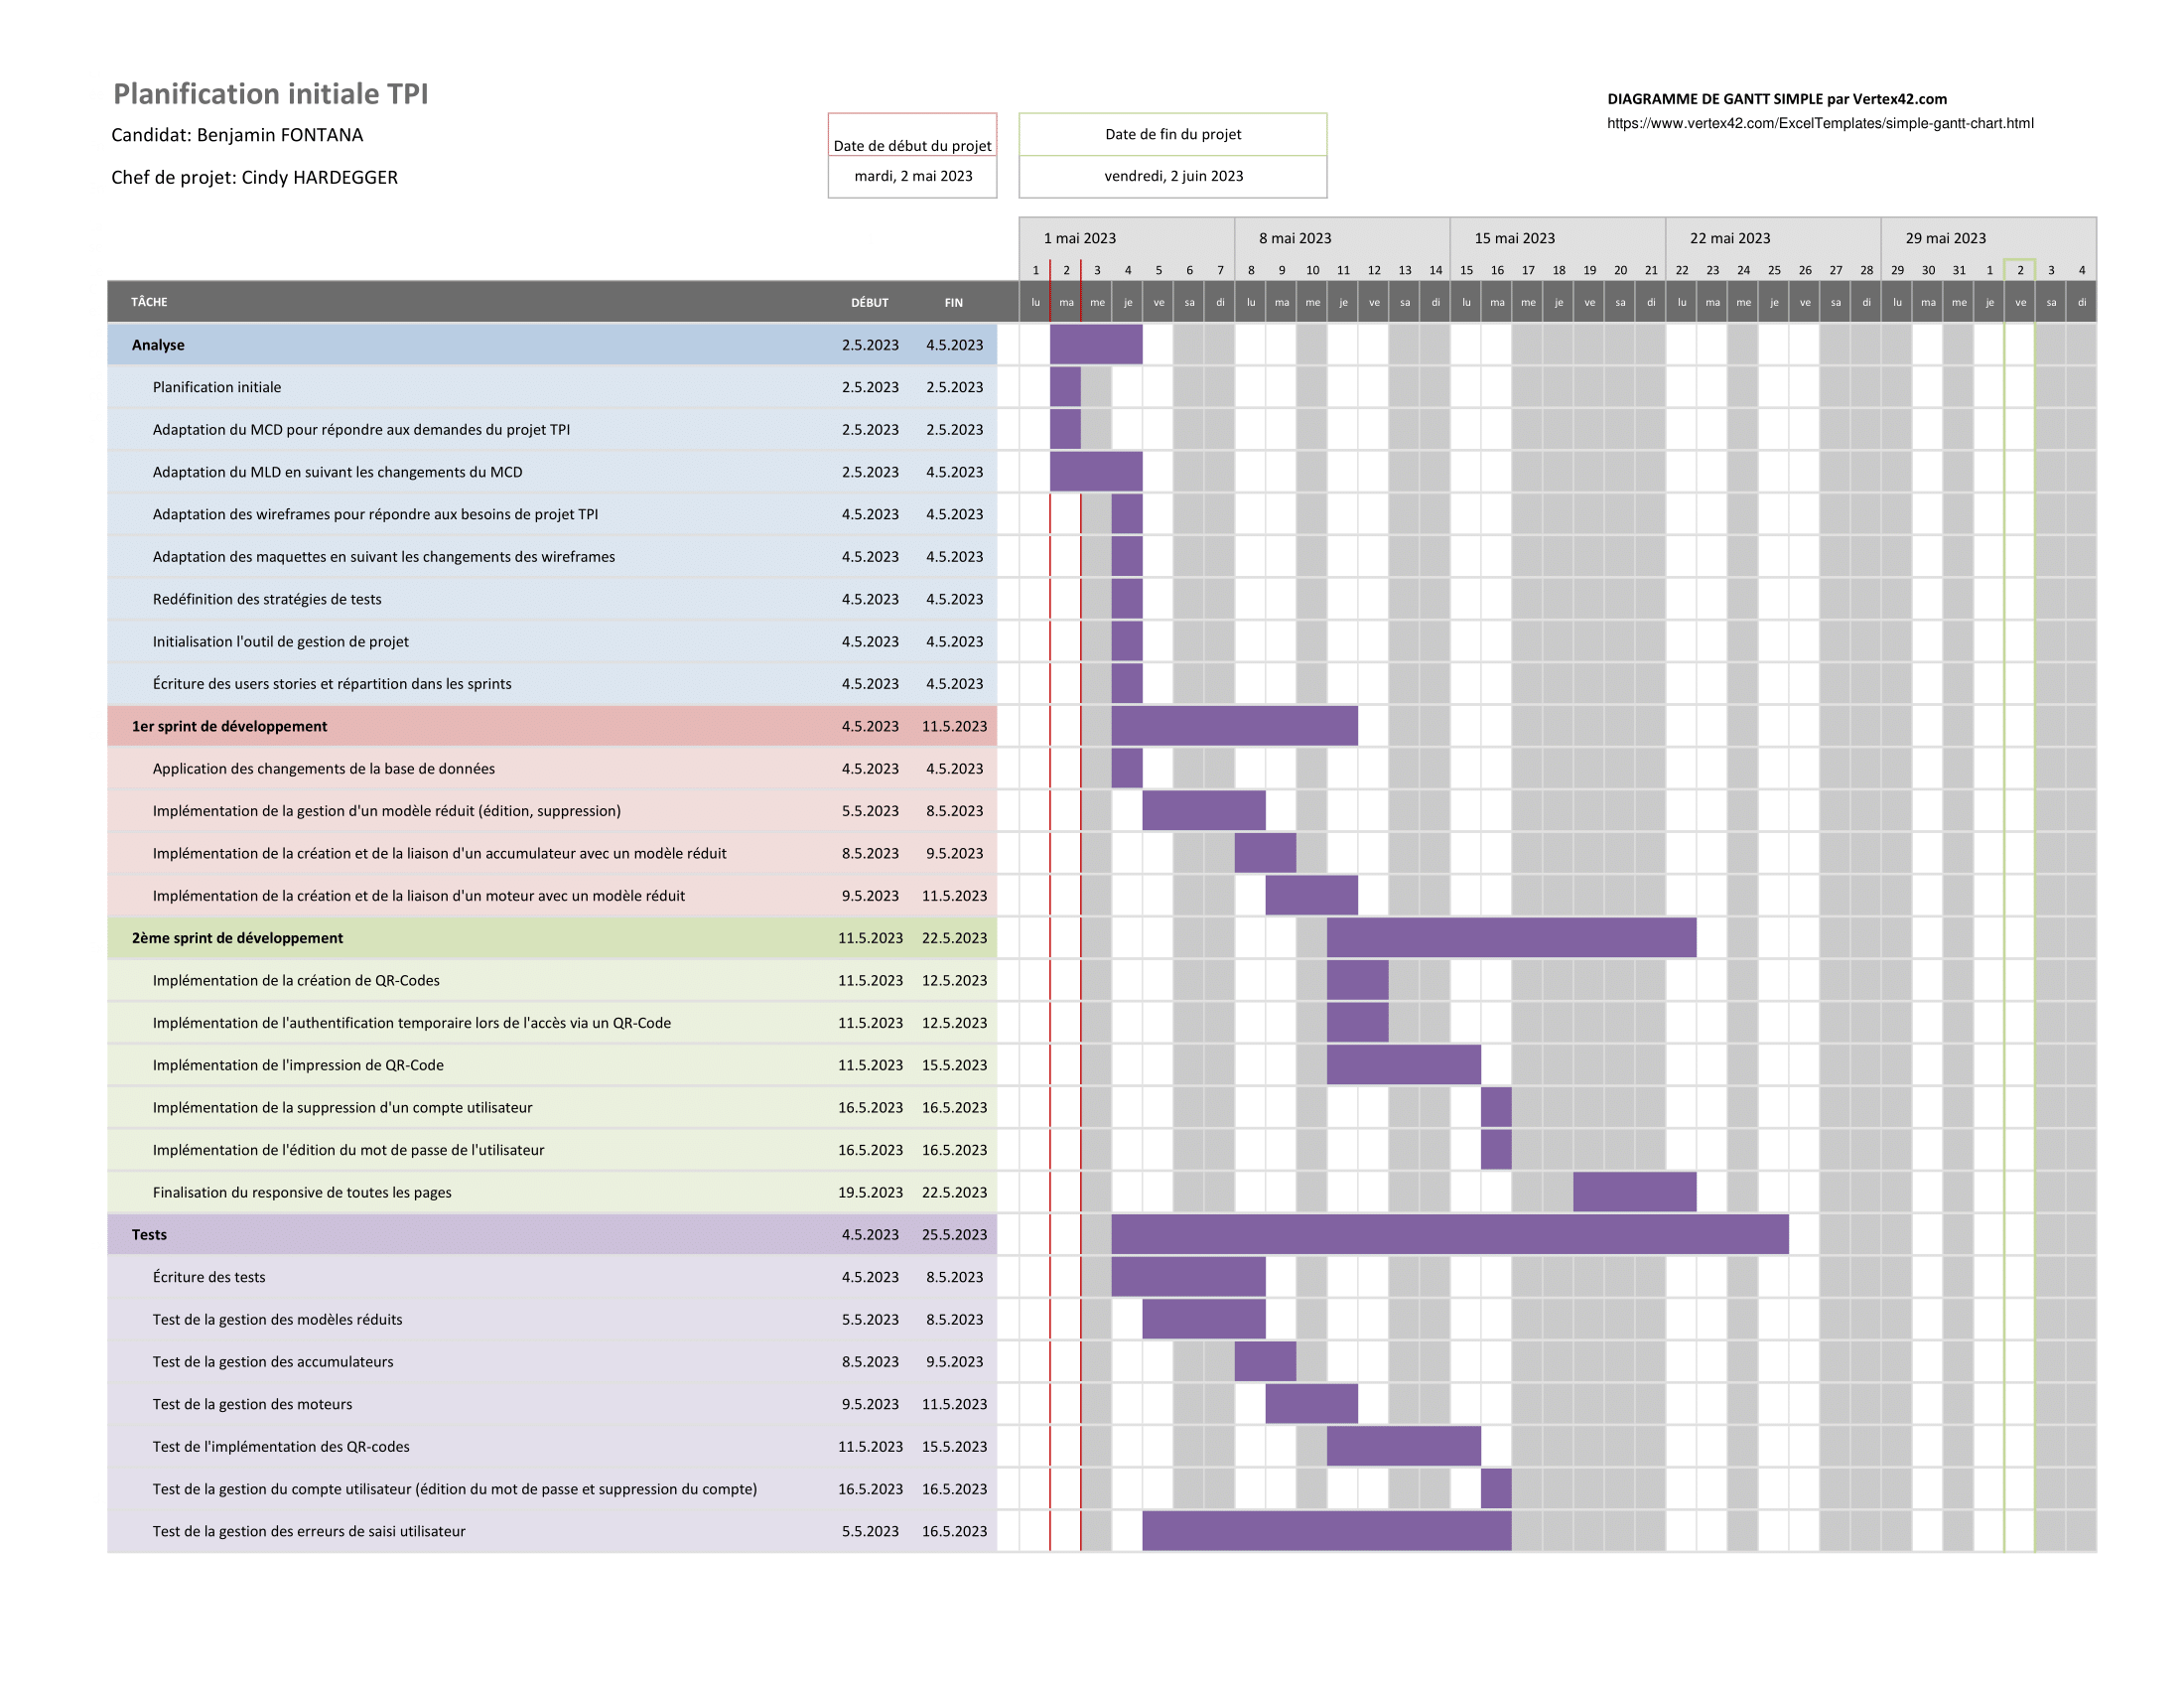 Planification initiale TPI
Candidat: Benjamin FONTANA
Chef de projet: Cindy HARDEGGER
Date de début du projet
mardi, 2 mai 2023
Date de fin du projet
vendredi, 2 juin 2023
DIAGRAMME DE GANTT SIMPLE par Vertex42.com
https://www.vertex42.com/ExcelTemplates/simple-gantt-chart.html
1 mai 2023 8 mai 2023 15 mai 2023 22 mai 2023 29 mai 2023
1 2 3 4 5 6 7 8 9 10 11 12 13 14 15 16 17 18 19 20 21 22 23 24 25 26 27 28 29 30 31 1 2 3 4
TÂCHE DÉBUT FIN lu ma me je ve sa di lu ma me je ve sa di lu ma me je ve sa di lu ma me je ve sa di lu ma me je ve sa di
Analyse 2.5.2023 4.5.2023
Planification initiale 2.5.2023 2.5.2023
Adaptation du MCD pour répondre aux demandes du projet TPI 2.5.2023 2.5.2023
Adaptation du MLD en suivant les changements du MCD 2.5.2023 4.5.2023
Adaptation des wireframes pour répondre aux besoins de projet TPI 4.5.2023 4.5.2023
Adaptation des maquettes en suivant les changements des wireframes 4.5.2023 4.5.2023
Redéfinition des stratégies de tests 4.5.2023 4.5.2023
Initialisation l'outil de gestion de projet 4.5.2023 4.5.2023
Écriture des users stories et répartition dans les sprints 4.5.2023 4.5.2023
1er sprint de développement 4.5.2023 11.5.2023
Application des changements de la base de données 4.5.2023 4.5.2023
Implémentation de la gestion d'un modèle réduit (édition, suppression) 5.5.2023 8.5.2023
Implémentation de la création et de la liaison d'un accumulateur avec un modèle réduit 8.5.2023 9.5.2023
Implémentation de la création et de la liaison d'un moteur avec un modèle réduit 9.5.2023 11.5.2023
2ème sprint de développement 11.5.2023 22.5.2023
Implémentation de la création de QR-Codes 11.5.2023 12.5.2023
Implémentation de l'authentification temporaire lors de l'accès via un QR-Code 11.5.2023 12.5.2023
Implémentation de l'impression de QR-Code 11.5.2023 15.5.2023
Implémentation de la suppression d'un compte utilisateur 16.5.2023 16.5.2023
Implémentation de l'édition du mot de passe de l'utilisateur 16.5.2023 16.5.2023
Finalisation du responsive de toutes les pages 19.5.2023 22.5.2023
Tests 4.5.2023 25.5.2023
Écriture des tests 4.5.2023 8.5.2023
Test de la gestion des modèles réduits 5.5.2023 8.5.2023
Test de la gestion des accumulateurs 8.5.2023 9.5.2023
Test de la gestion des moteurs 9.5.2023 11.5.2023
Test de l'implémentation des QR-codes 11.5.2023 15.5.2023
Test de la gestion du compte utilisateur (édition du mot de passe et suppression du compte) 16.5.2023 16.5.2023
Test de la gestion des erreurs de saisi utilisateur 5.5.2023 16.5.2023